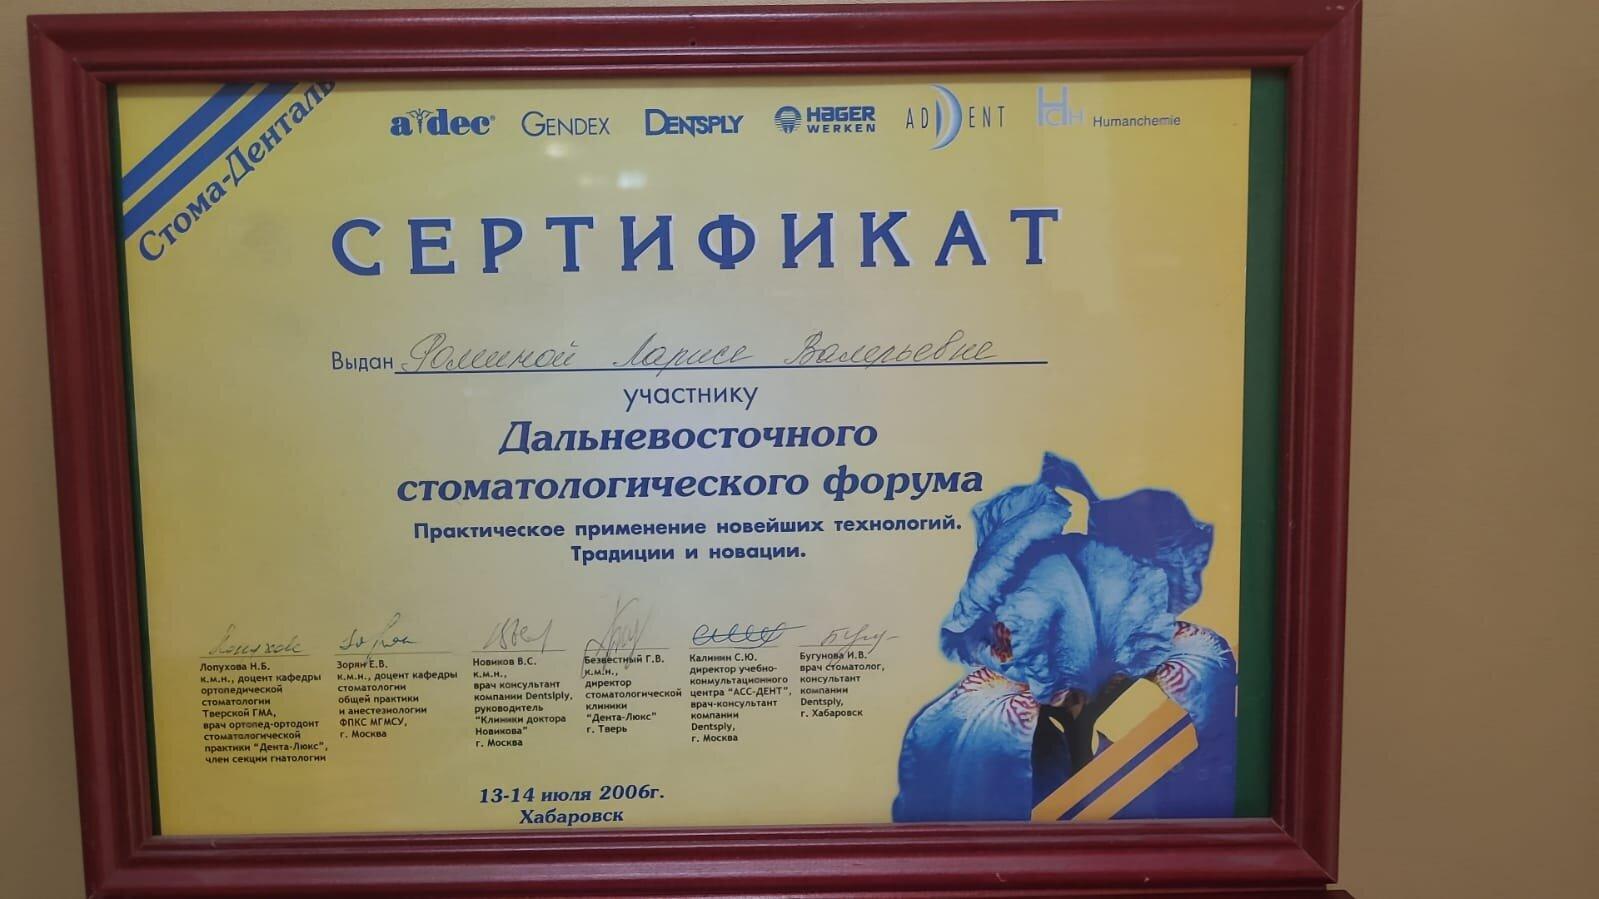 Стома-Денталь
a-dec GENDEX DENTSPLY HAGER WERKEN ADDENT HCH Humanchemie
СЕРТИФИКАТ
Выдан Фоминой Ларисе Валерьевне
участнику
Дальневосточного
стоматологического форума
Практическое применение новейших технологий.
Традиции и новации.
Лопухова Н.Б.
к.м.н., доцент кафедры
ортопедической
стоматологии
Тверской ГМА,
врач ортопед-ортодонт
стоматологической
практики "Дента-Люкс",
член секции гнатологии
Зорян Е.В.
к.м.н., доцент кафедры
стоматологии
общей практики
и анестезиологии
ФПКС МГМСУ,
г. Москва
Новиков В.С.
к.м.н.,
врач консультант
компании Dentsiply,
руководитель
"Клиники доктора
Новикова"
г. Москва
Безвестный Г.В.
к.м.н.,
директор
стоматологической
клиники
"Дента-Люкс"
г. Тверь
Калинин С.Ю.
директор учебно-
конмультационного
центра "АСС-ДЕНТ",
врач-консультант
компании
Dentsply,
г. Москва
Бугунова И.В.
врач стоматолог,
консультант
компании
Dentsply,
г. Хабаровск
13-14 июля 2006г.
Хабаровск